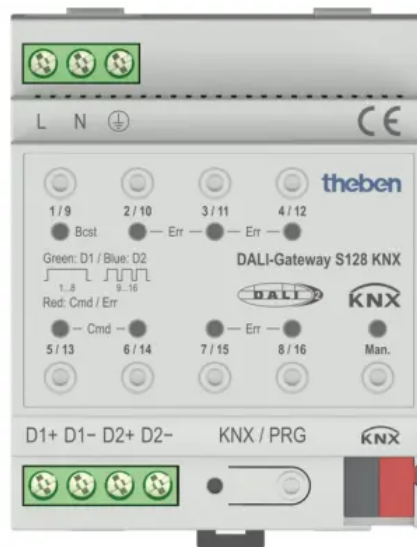 L N
CE
theben
1 / 9 2 / 10 3 / 11 4 / 12
Bcst Err Err
Green: D1 / Blue: D2
1...8 9...16
Red: Cmd / Err
DALI-Gateway S128 KNX
DALI 2 KNX
Cmd Err
5 / 13 6 / 14 7 / 15 8 / 16 Man.
D1+ D1− D2+ D2− KNX / PRG KNX